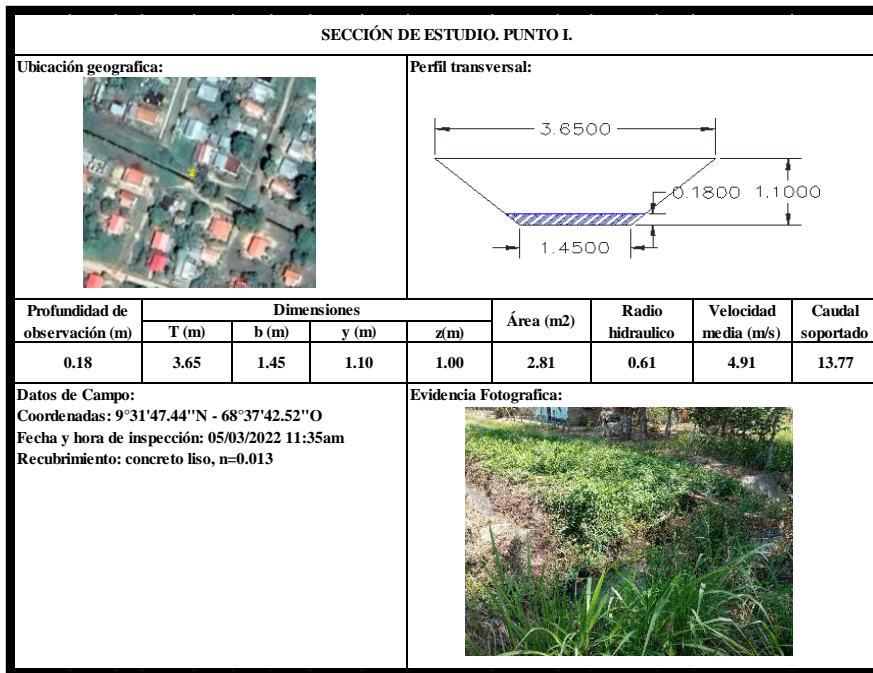 SECCIÓN DE ESTUDIO. PUNTO I.
Ubicación geografica:
Perfil transversal:
3.6500
0.1800
1.1000
1.4500
Profundidad de observación (m)
Dimensiones
T (m)
b (m)
y (m)
z(m)
Área (m2)
Radio hidraulico
Velocidad media (m/s)
Caudal soportado
0.18
3.65
1.45
1.10
1.00
2.81
0.61
4.91
13.77
Datos de Campo:
Coordenadas: 9°31'47.44"N - 68°37'42.52"O
Fecha y hora de inspección: 05/03/2022 11:35am
Recubrimiento: concreto liso, n=0.013
Evidencia Fotografica: